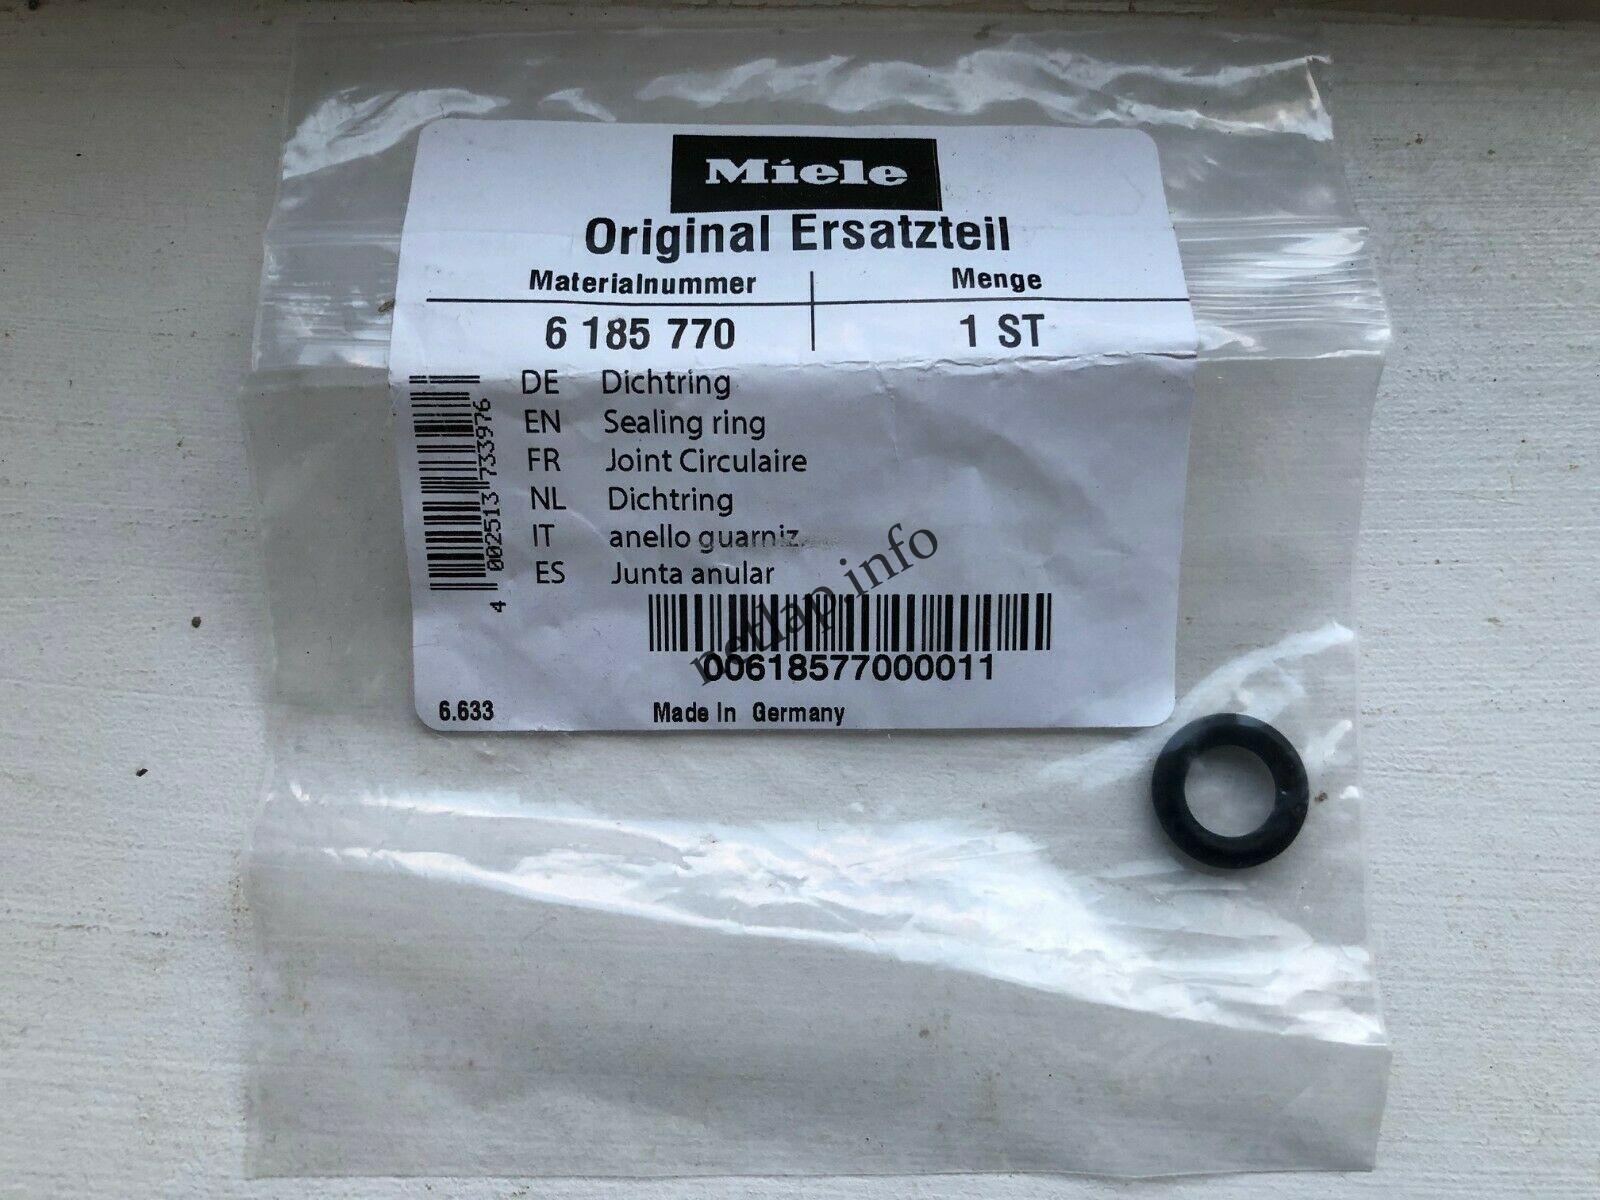 Miele
Original Ersatzteil
Materialnummer Menge
6 185 770 1 ST
DE Dichtring
EN Sealing ring
FR Joint Circulaire
NL Dichtring
IT anello guarniz.
ES Junta anular
4 002513 733976
00618577000011
6.633 Made In Germany